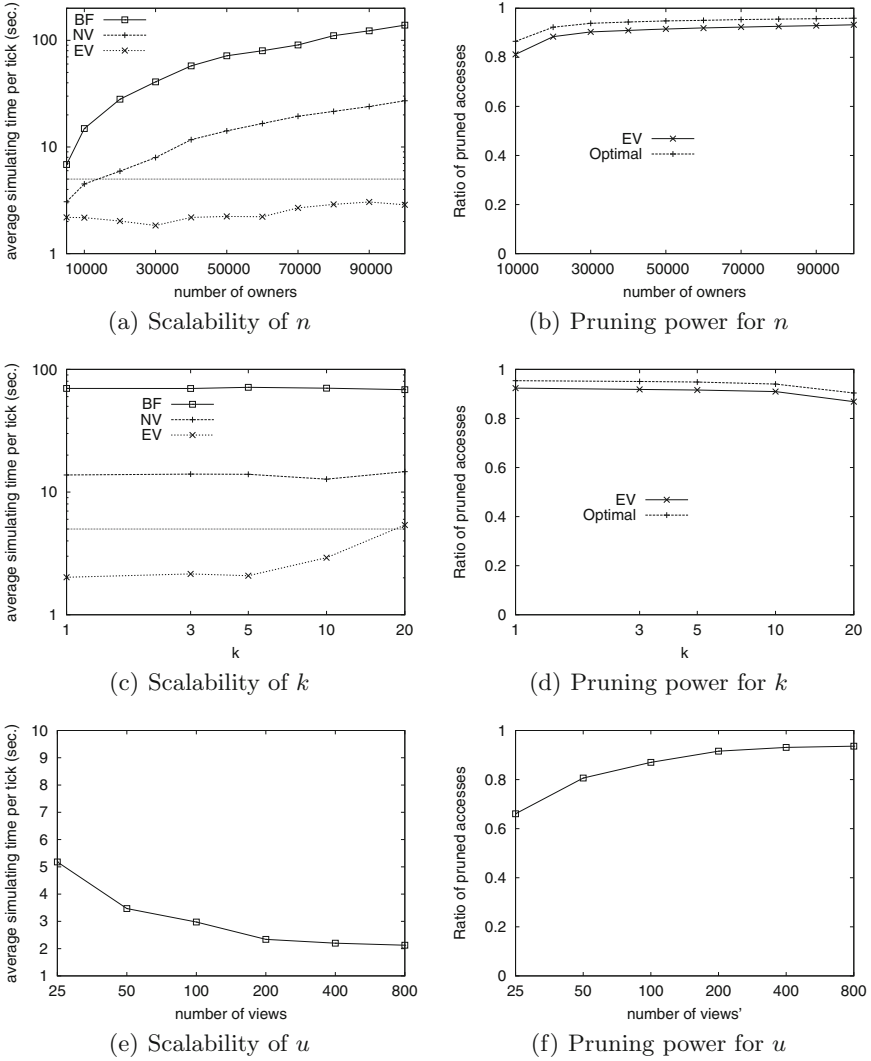 average simulating time per tick (sec.)
100
10
1
BF
NV
EV
10000 30000 50000 70000 90000
number of owners
(a) Scalability of n
Ratio of pruned accesses
1
0.8
0.6
0.4
0.2
0
EV
Optimal
10000 30000 50000 70000 90000
number of owners
(b) Pruning power for n
average simulating time per tick (sec.)
100
10
1
BF
NV
EV
1 3 5 10 20
k
(c) Scalability of k
Ratio of pruned accesses
1
0.8
0.6
0.4
0.2
0
EV
Optimal
1 3 5 10 20
k
(d) Pruning power for k
average simulating time per tick (sec.)
10
9
8
7
6
5
4
3
2
1
25 50 100 200 400 800
number of views
(e) Scalability of u
Ratio of pruned accesses
1
0.8
0.6
0.4
0.2
0
25 50 100 200 400 800
number of views'
(f) Pruning power for u